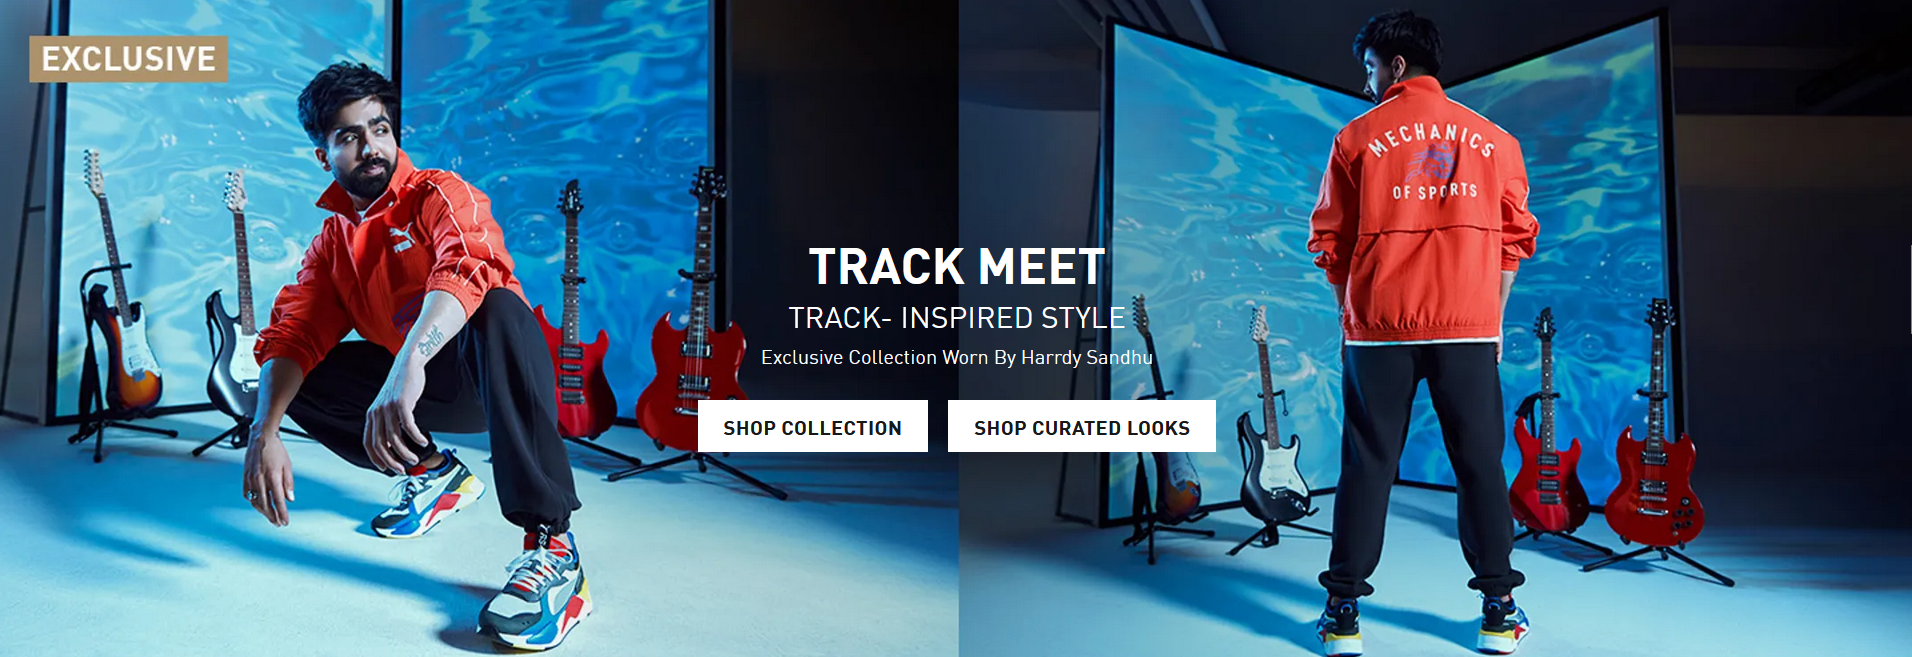 EXCLUSIVE
MECHANICS
OF SPORTS
TRACK MEET
TRACK- INSPIRED STYLE
Exclusive Collection Worn By Harrdy Sandhu
SHOP COLLECTION
SHOP CURATED LOOKS